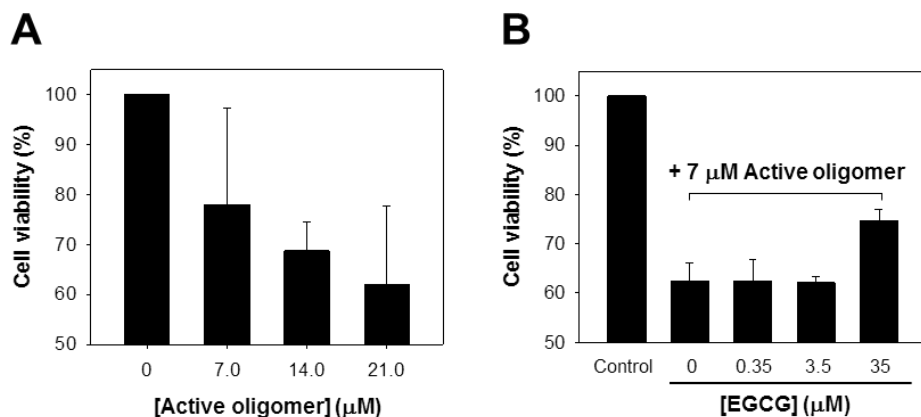 A
Cell viability (%)
100
90
80
70
60
50
0 7.0 14.0 21.0
[Active oligomer] (μM)
B
Cell viability (%)
100
90
80
70
60
50
+ 7 μM Active oligomer
Control 0 0.35 3.5 35
[EGCG] (μM)